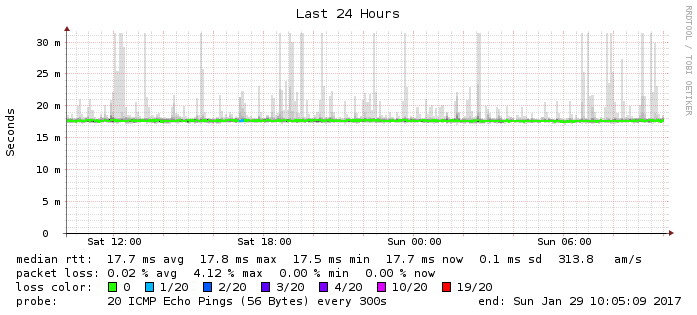 Last 24 Hours
RRDTOOL / TOBI OETIKER
Seconds
30 m
25 m
20 m
15 m
10 m
5 m
0
Sat 12:00 Sat 18:00 Sun 00:00 Sun 06:00
median rtt: 17.7 ms avg 17.8 ms max 17.5 ms min 17.7 ms now 0.1 ms sd 313.8 am/s
packet loss: 0.02 % avg 4.12 % max 0.00 % min 0.00 % now
loss color: 0 1/20 2/20 3/20 4/20 10/20 19/20
probe: 20 ICMP Echo Pings (56 Bytes) every 300s end: Sun Jan 29 10:05:09 2017